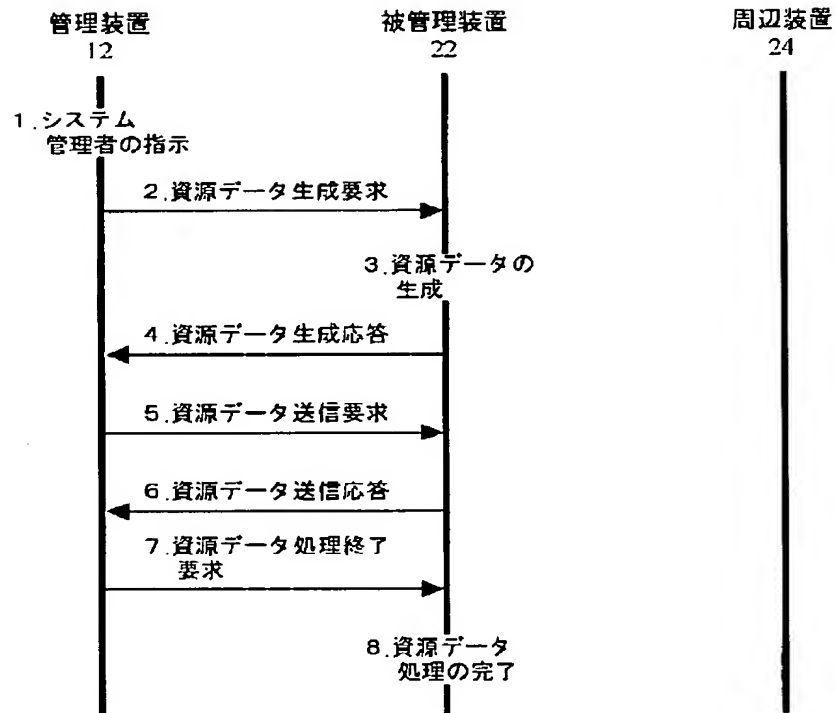 管理装置
12
被管理装置
22
周辺装置
24
1.システム
管理者の指示
2.資源データ生成要求
3.資源データの
生成
4.資源データ生成応答
5.資源データ送信要求
6.資源データ送信応答
7.資源データ処理終了
要求
8.資源データ
処理の完了